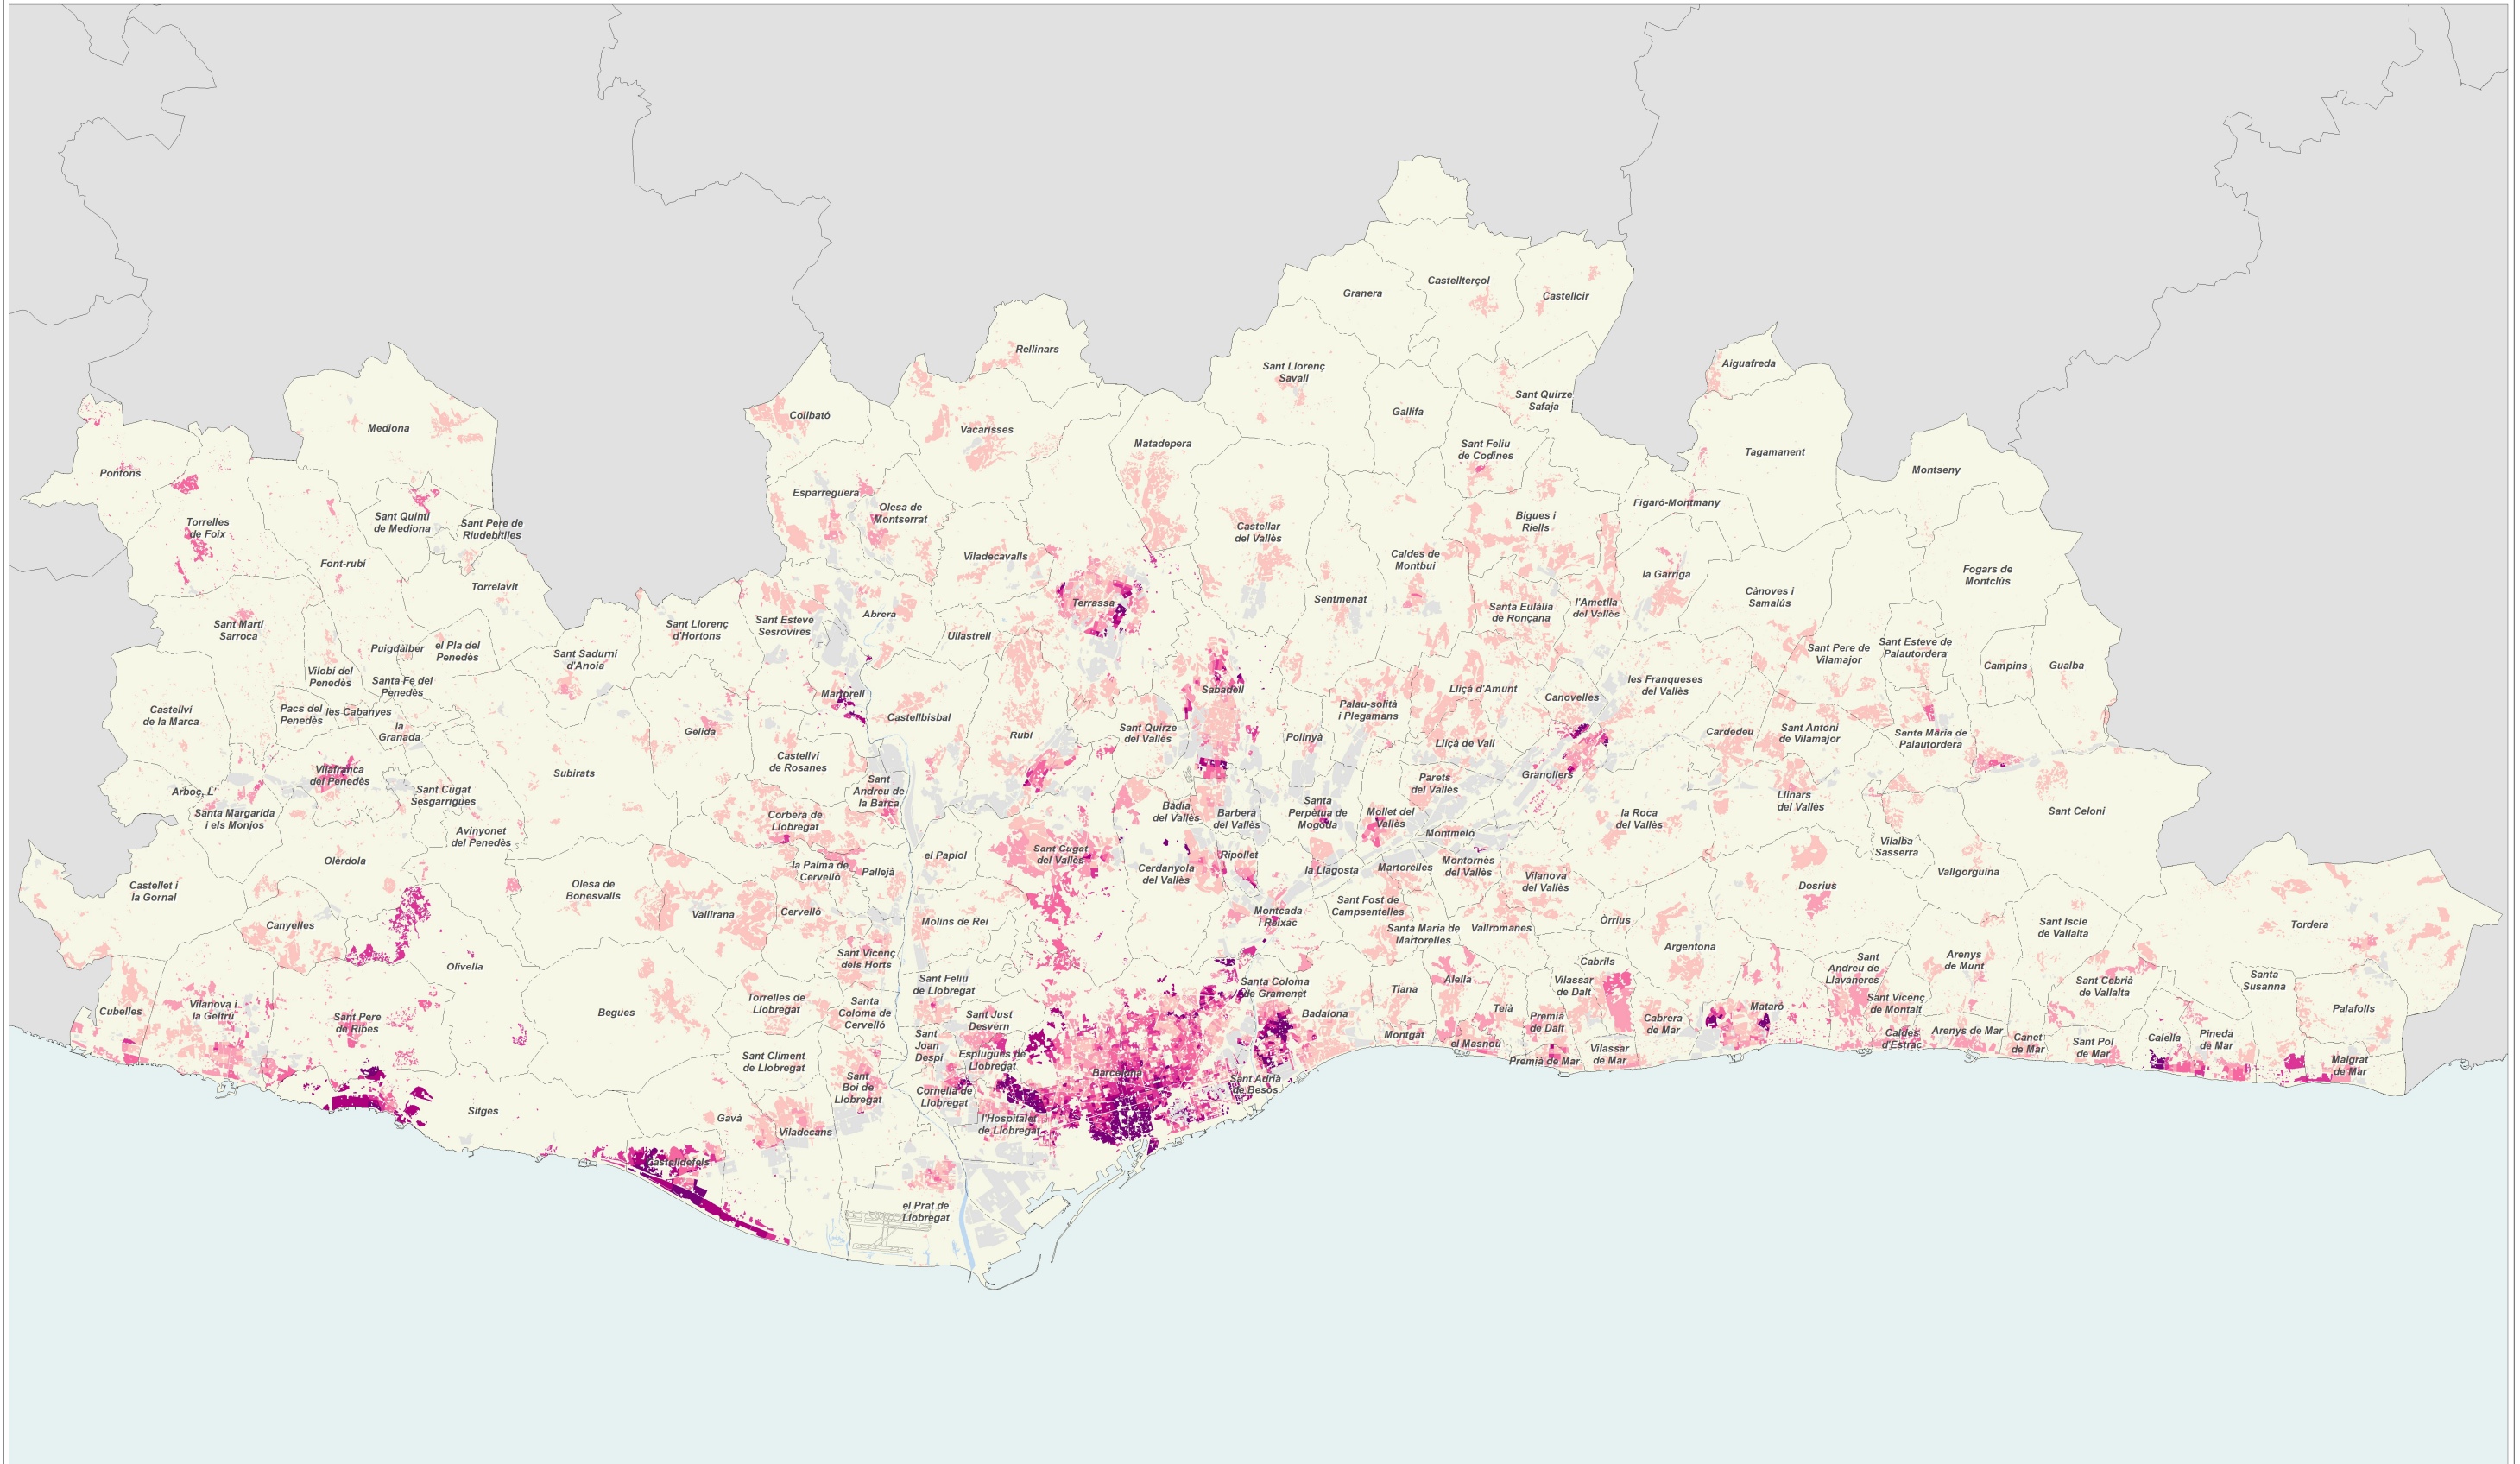 Castellterçol
Granera
Castellcir
Rellinars
Aiguafreda
Sant Llorenç
Savall
Sant Quirze
Safaja
Gallifa
Collbató
Mediona
Vacarisses
Matadepera
Sant Feliu
de Codines
Tagamanent
Montseny
Pontons
Esparreguera
Olesa de
Montserrat
Figaró-Montmany
Torrelles
de Foix
Sant Quintí
de Mediona
Sant Pere de
Riudebitlles
Bigues i
Riells
Castellar
del Vallès
Viladecavalls
Caldes de
Montbui
Font-rubí
la Garriga
Fogars de
Montclús
Torrelavit
Cànoves i
Samalús
Sentmenat
Terrassa
Santa Eulàlia
de Ronçana
l'Ametlla
del Vallès
Abrera
Sant Martí
Sarroca
Sant Llorenç
d'Hortons
Sant Esteve
Sesrovires
Ullastrell
Puigdàlber
el Pla del
Penedès
Sant Sadurní
d'Anoia
Sant Pere de
Vilamajor
Sant Esteve de
Palautordera
Campins
Gualba
Vilobí del
Penedès
Santa Fe del
Penedès
Martorell
Sabadell
Lliçà d'Amunt
Canovelles
les Franqueses
del Vallès
Castellví
de la Marca
Pacs del
Penedès
les Cabanyes
la
Granada
Gelida
Castellbisbal
Rubí
Sant Quirze
del Vallès
Palau-solità
i Plegamans
Polinyà
Lliçà de Vall
Cardedeu
Sant Antoni
de Vilamajor
Santa Maria de
Palautordera
Castellví
de Rosanes
Vilafranca
del Penedès
Subirats
Granollers
Sant
Andreu de
la Barca
Parets
del Vallès
Arboç, L'
Sant Cugat
Sesgarrigues
Llinars
del Vallès
Santa Margarida
i els Monjos
Corbera de
Llobregat
Badia
del Vallès
Barberà
del Vallès
Santa
Perpètua de
Mogoda
Mollet del
Vallès
la Roca
del Vallès
Sant Celoni
Avinyonet
del Penedès
Montmeló
Vilalba
Sasserra
Olèrdola
el Papiol
Sant Cugat
del Vallès
Ripollet
la Palma de
Cervelló
Pallejà
Cerdanyola
del Vallès
la Llagosta
Martorelles
Montornès
del Vallès
Vilanova
del Vallès
Vallgorguina
Castellet i
la Gornal
Olesa de
Bonesvalls
Dosrius
Vallirana
Cervelló
Molins de Rei
Montcada
i Reixac
Sant Fost de
Campsentelles
Òrrius
Canyelles
Sant Iscle
de Vallalta
Tordera
Santa Maria de
Martorelles
Vallromanes
Argentona
Olivella
Sant Vicenç
dels Horts
Cabrils
Sant
Andreu de
Llavaneres
Arenys
de Munt
Sant Feliu
de Llobregat
Santa Coloma
de Gramenet
Tiana
Alella
Vilassar
de Dalt
Sant Cebrià
de Vallalta
Santa
Susanna
Cubelles
Vilanova i
la Geltrú
Sant Pere
de Ribes
Begues
Torrelles de
Llobregat
Santa
Coloma de
Cervelló
Sant Just
Desvern
Badalona
Teià
Premià
de Dalt
Cabrera
de Mar
Mataró
Sant Vicenç
de Montalt
Palafolls
Montgat
el Masnou
Caldes
d'Estrac
Arenys de Mar
Canet
de Mar
Sant Pol
de Mar
Calella
Pineda
de Mar
Sant Climent
de Llobregat
Sant
Joan
Despí
Esplugues de
Llobregat
Premià de Mar
Vilassar
de Mar
Malgrat
de Mar
Barcelona
Sant Adrià
de Besòs
Sant
Boi de
Llobregat
Cornellà de
Llobregat
Sitges
Gavà
Viladecans
l'Hospitalet
de Llobregat
Castelldefels
el Prat de
Llobregat